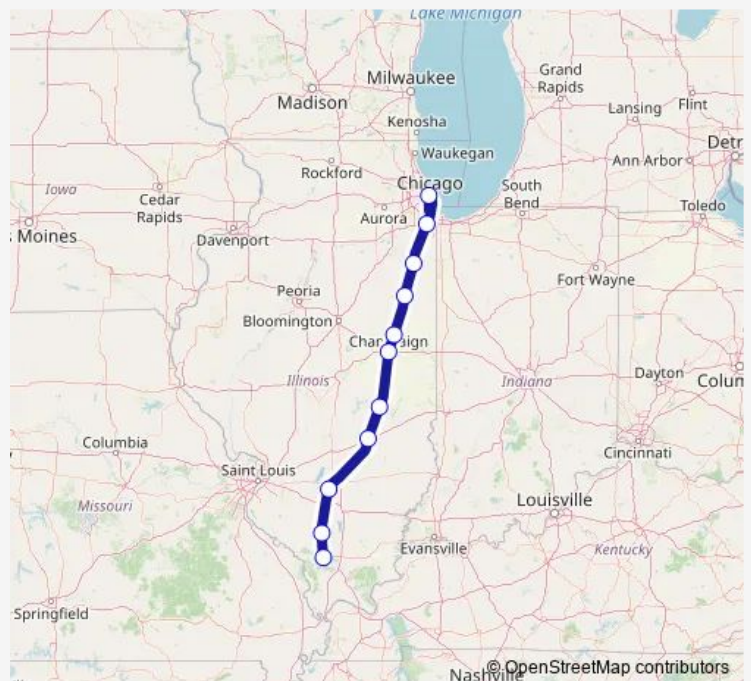 Lake Michigan
Milwaukee
Madison
Grand
Rapids
Lansing
Flint
Kenosha
Detr
Waukegan
Ann Arbor
Rockford
Chicago
South
Bend
Iowa
Cedar
Rapids
Aurora
Toledo
s Moines
Davenport
Peoria
Fort Wayne
Bloomington
Illinois
Indiana
Dayton
Colum
Columbia
Cincinnati
Saint Louis
Missouri
Louisville
Evansville
Kentucky
Springfield
Nashville
© OpenStreetMap contributors